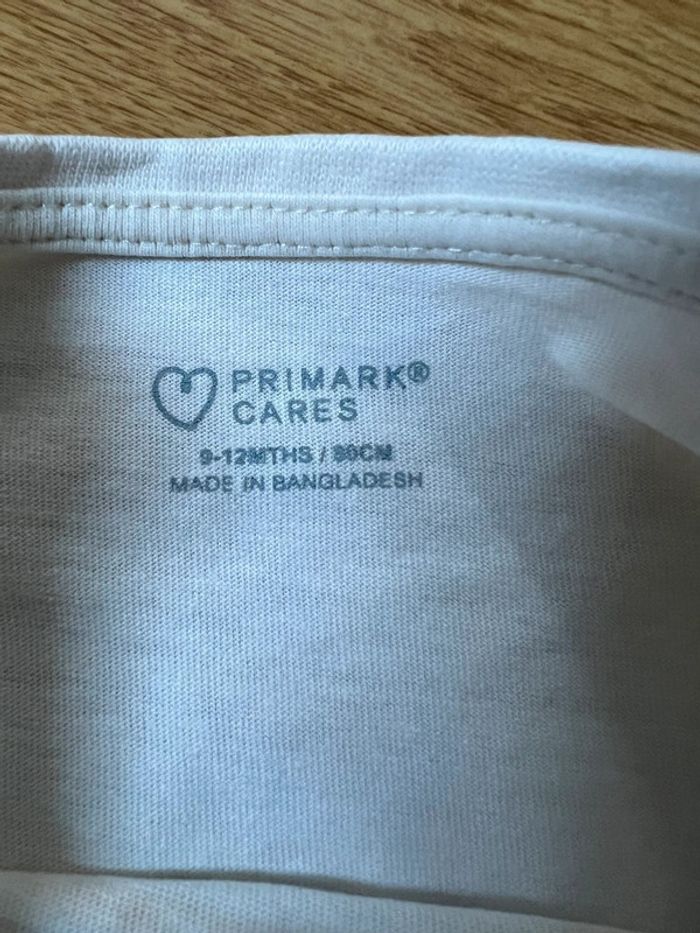 PRIMARK®
CARES
9-12MTHS / 80CM
MADE IN BANGLADESH